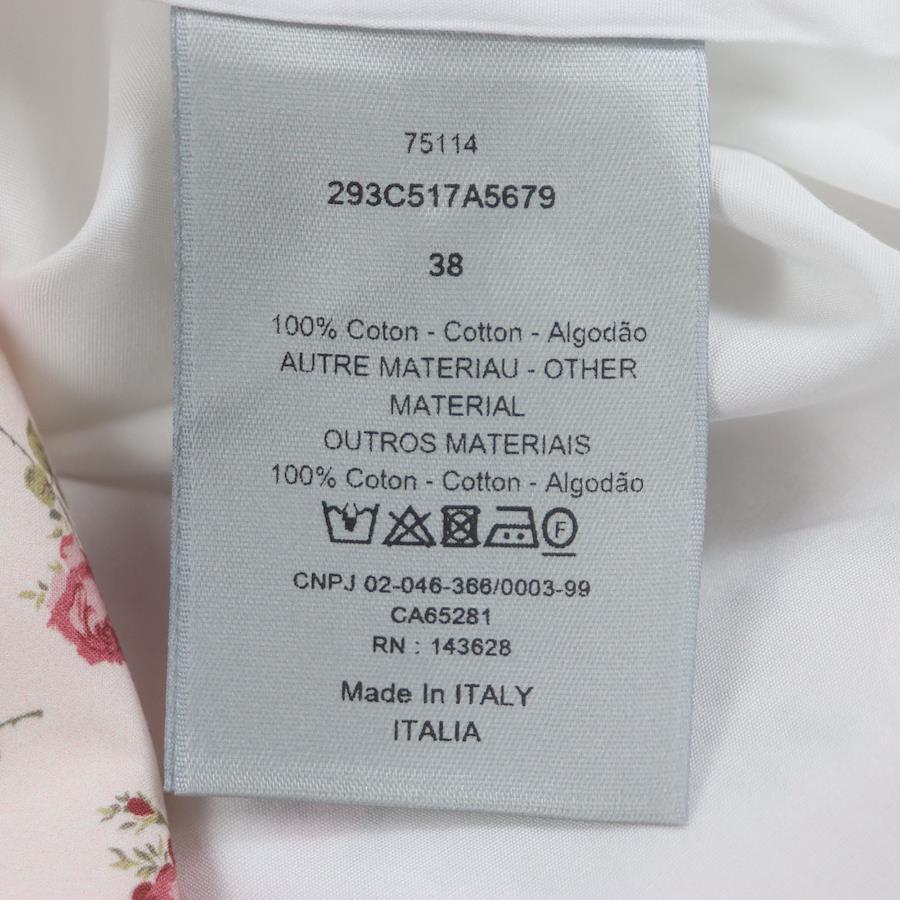 75114
293C517A5679
38
100% Coton - Cotton - Algodão
AUTRE MATERIAU - OTHER
MATERIAL
OUTROS MATERIAIS
100% Coton - Cotton - Algodão
F
CNPJ 02-046-366/0003-99
CA65281
RN : 143628
Made In ITALY
ITALIA